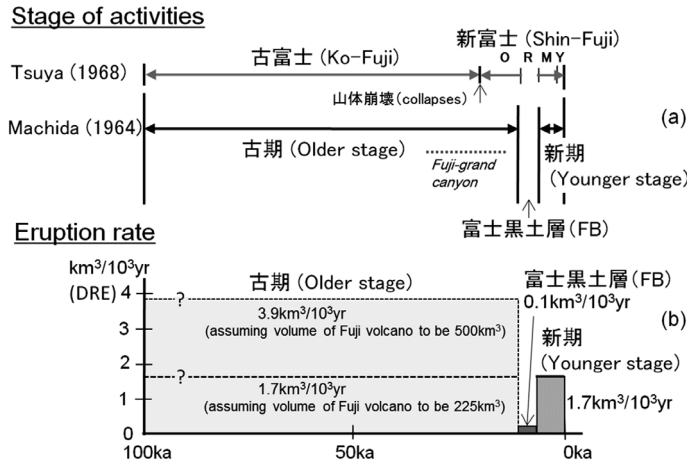 Stage of activities
新富士 (Shin-Fuji)
古富士 (Ko-Fuji)
O R M Y
Tsuya (1968)
山体崩壊 (collapses)
Machida (1964)
(a)
古期 (Older stage)
新期
(Younger stage)
Fuji-grand
canyon
富士黒土層 (FB)
Eruption rate
km³/10³yr
(DRE)
古期 (Older stage)
富士黒土層 (FB)
0.1km³/10³yr
4
?
3.9km³/10³yr
(assuming volume of Fuji volcano to be 500km³)
(b)
3
新期
(Younger stage)
2
?
1.7km³/10³yr
(assuming volume of Fuji volcano to be 225km³)
1
1.7km³/10³yr
0
100ka 50ka 0ka